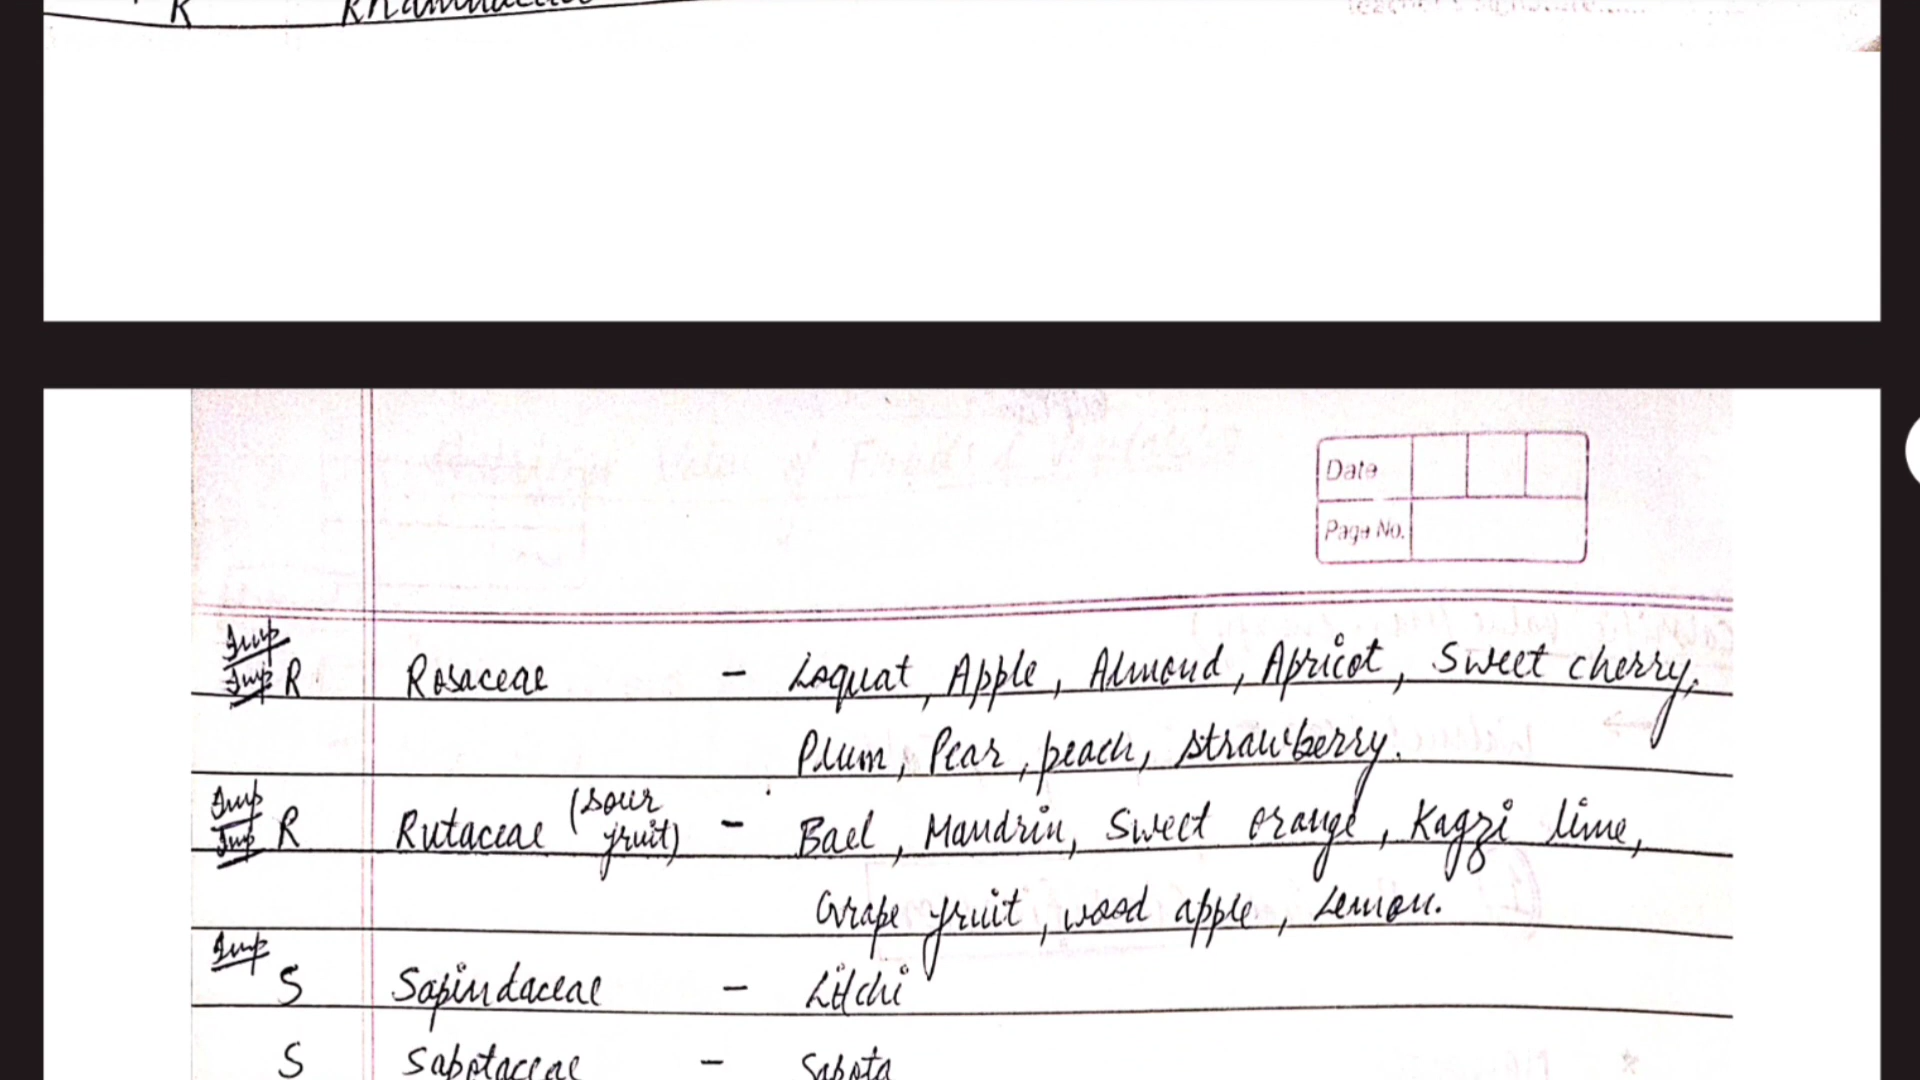 R
Date
Page No.
Imp
Imp R Rosaceae - Loquat, Apple, Almond, Apricot, Sweet cherry,
Plum, Pear, peach, strawberry.
Imp
Imp R Rutaceae (sour fruit) - Bael, Mandrin, Sweet orange, Kagzi lime,
Grape fruit, wood apple, Lemon.
Imp
S Sapindaceae - Litchi
S Sapotaceae - Sapota